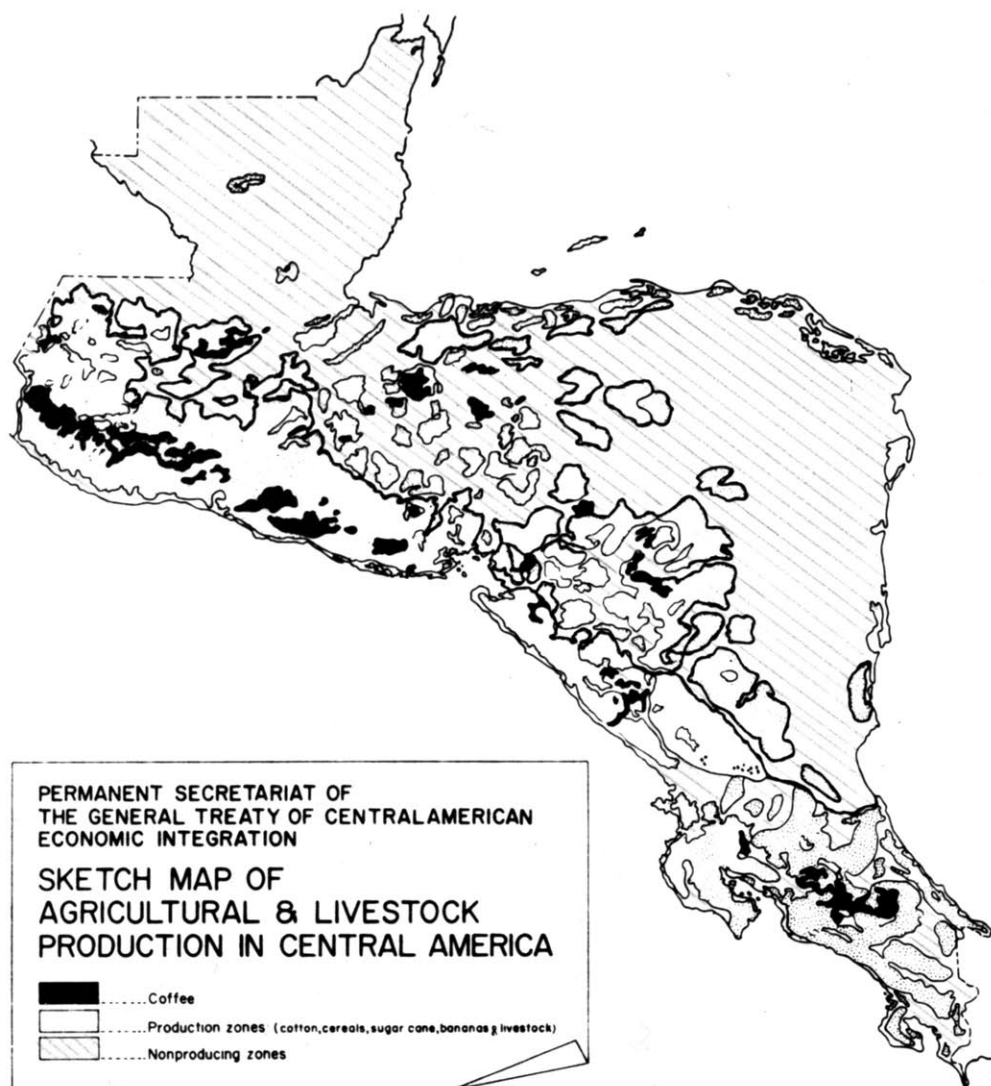 PERMANENT SECRETARIAT OF
THE GENERAL TREATY OF CENTRALAMERICAN
ECONOMIC INTEGRATION
SKETCH MAP OF
AGRICULTURAL & LIVESTOCK
PRODUCTION IN CENTRAL AMERICA
Coffee
Production zones (cotton,cereals,sugar cane,bananas & livestock)
Nonproducing zones